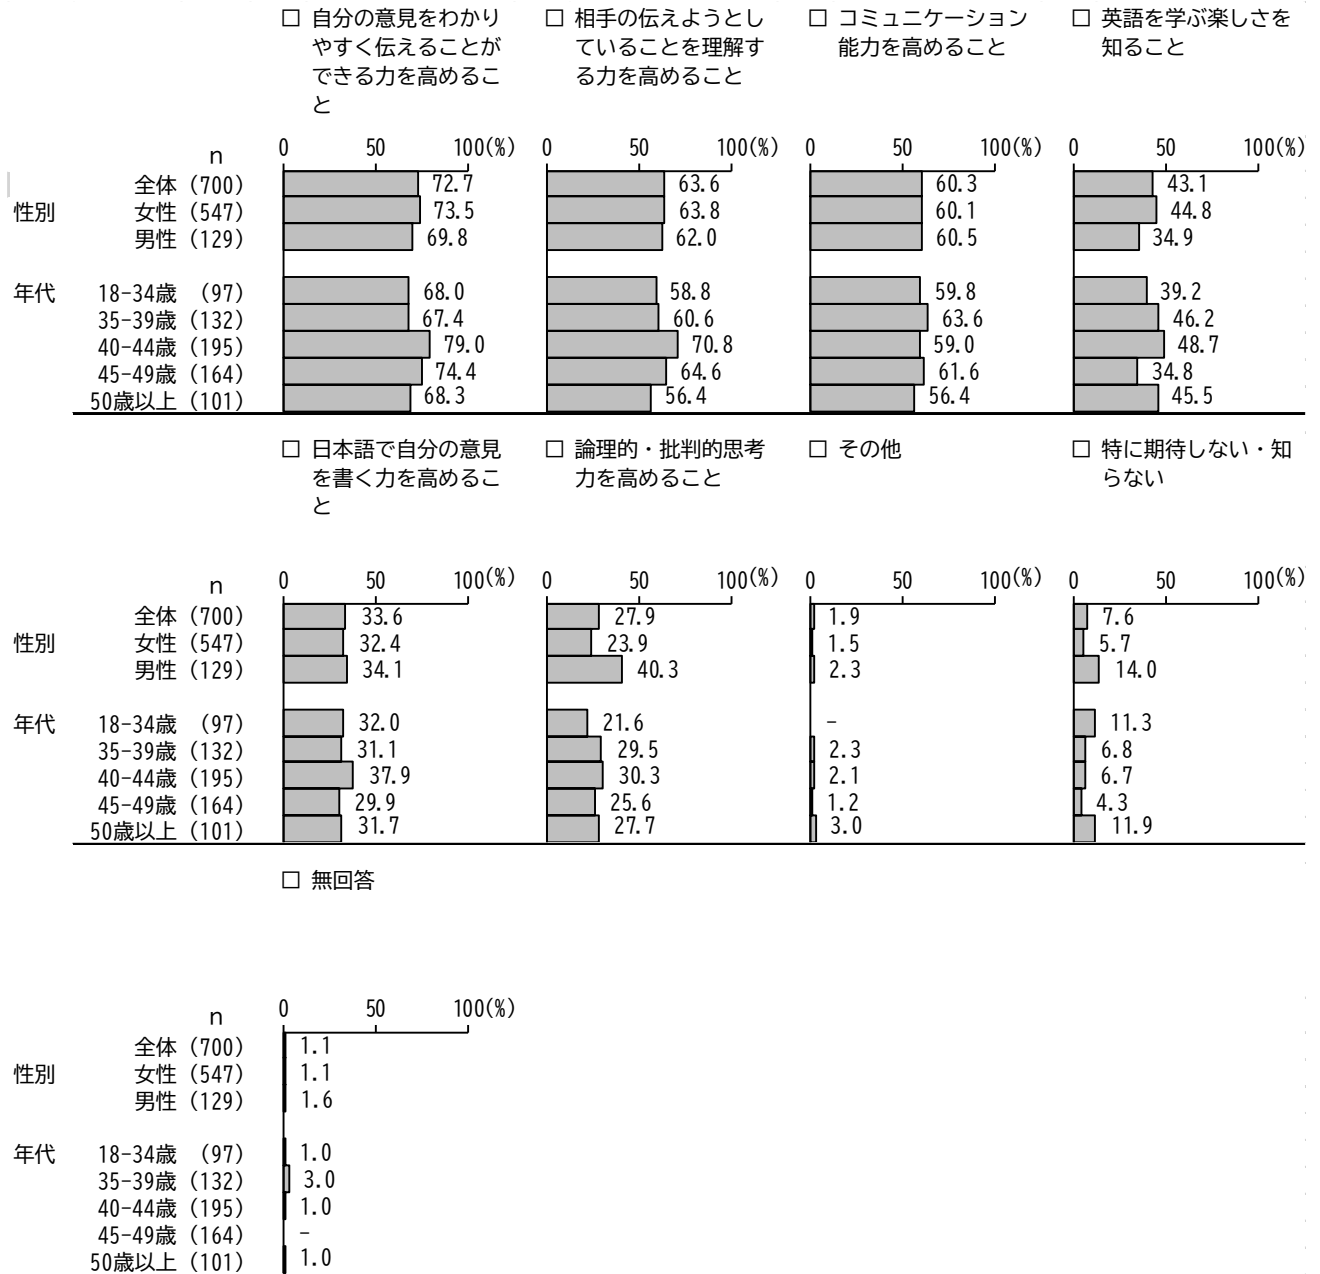 □ 自分の意見をわかり □ 相手の伝えようとし □ コミュニケーション □ 英語を学ぶ楽しさを
やすく伝えることが ていることを理解す 能力を高めること 知ること
できる力を高めるこ る力を高めること
と
n 0 50 100(%) 0 50 100(%) 0 50 100(%) 0 50 100(%)
全体 (700) 72.7 63.6 60.3 43.1
性別 女性 (547) 73.5 63.8 60.1 44.8
男性 (129) 69.8 62.0 60.5 34.9
年代 18-34歳 (97) 68.0 58.8 59.8 39.2
35-39歳 (132) 67.4 60.6 63.6 46.2
40-44歳 (195) 79.0 70.8 59.0 48.7
45-49歳 (164) 74.4 64.6 61.6 34.8
50歳以上 (101) 68.3 56.4 56.4 45.5
□ 日本語で自分の意見 □ 論理的・批判的思考 □ その他 □ 特に期待しない・知
を書く力を高めるこ 力を高めること らない
と
n 0 50 100(%) 0 50 100(%) 0 50 100(%) 0 50 100(%)
全体 (700) 33.6 27.9 1.9 7.6
性別 女性 (547) 32.4 23.9 1.5 5.7
男性 (129) 34.1 40.3 2.3 14.0
年代 18-34歳 (97) 32.0 21.6 - 11.3
35-39歳 (132) 31.1 29.5 2.3 6.8
40-44歳 (195) 37.9 30.3 2.1 6.7
45-49歳 (164) 29.9 25.6 1.2 4.3
50歳以上 (101) 31.7 27.7 3.0 11.9
□ 無回答
n 0 50 100(%)
全体 (700) 1.1
性別 女性 (547) 1.1
男性 (129) 1.6
年代 18-34歳 (97) 1.0
35-39歳 (132) 3.0
40-44歳 (195) 1.0
45-49歳 (164) -
50歳以上 (101) 1.0